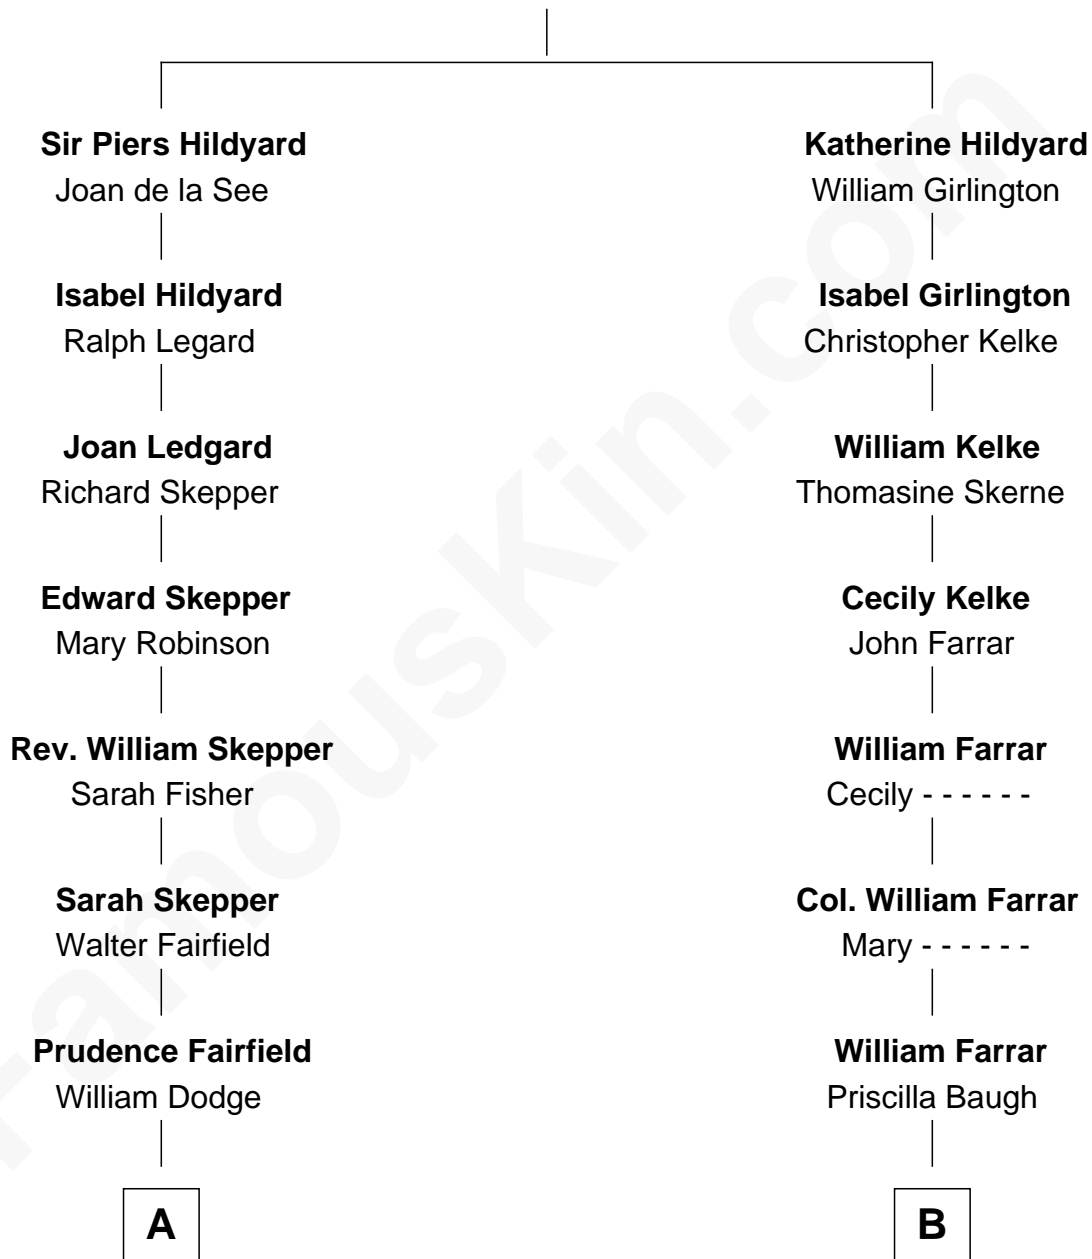 Sir Piers Hildyard
Joan de la See
Isabel Hildyard
Ralph Legard
Joan Ledgard
Richard Skepper
Edward Skepper
Mary Robinson
Rev. William Skepper
Sarah Fisher
Sarah Skepper
Walter Fairfield
Prudence Fairfield
William Dodge
A
Katherine Hildyard
William Girlington
Isabel Girlington
Christopher Kelke
William Kelke
Thomasine Skerne
Cecily Kelke
John Farrar
William Farrar
Cecily - - - - - -
Col. William Farrar
Mary - - - - - -
William Farrar
Priscilla Baugh
B
FamousKin.com